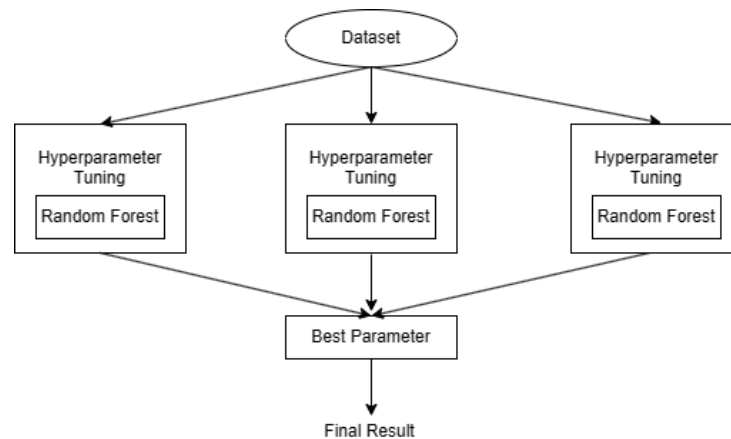 Dataset
Hyperparameter
Tuning
Random Forest
Hyperparameter
Tuning
Random Forest
Hyperparameter
Tuning
Random Forest
Best Parameter
Final Result